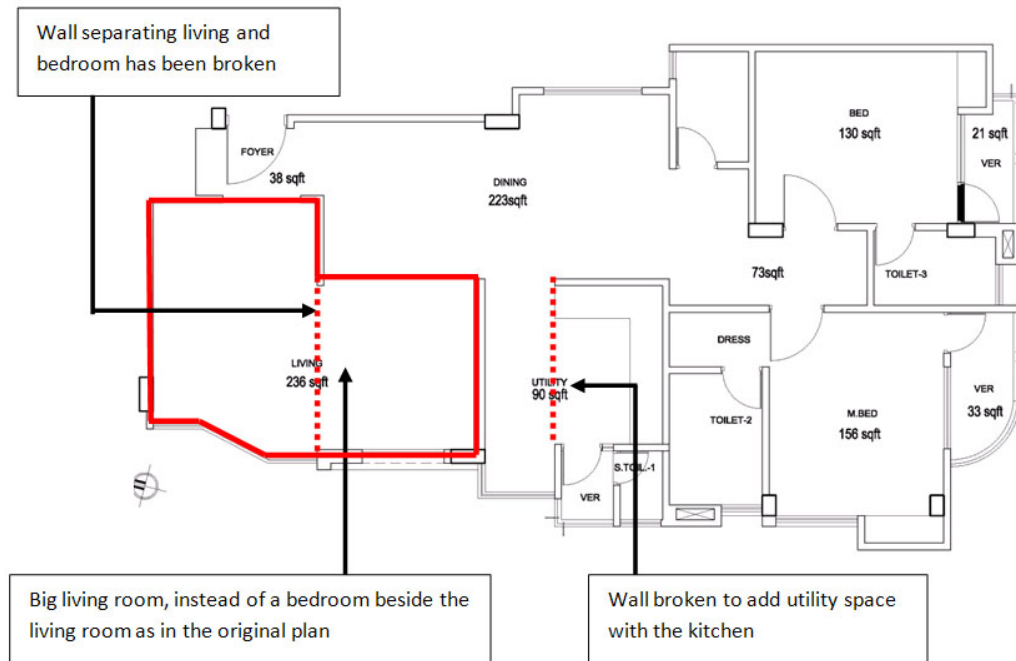 Wall separating living and
bedroom has been broken
FOYER
38 sqft
DINING
223sqft
BED
130 sqft
21 sqft
VER
73sqft
TOILET-3
LIVING
236 sqft
UTILITY
90 sqft
DRESS
TOILET-2
M.BED
156 sqft
VER
33 sqft
S.TOIL.-1
VER
Big living room, instead of a bedroom beside the
living room as in the original plan
Wall broken to add utility space
with the kitchen